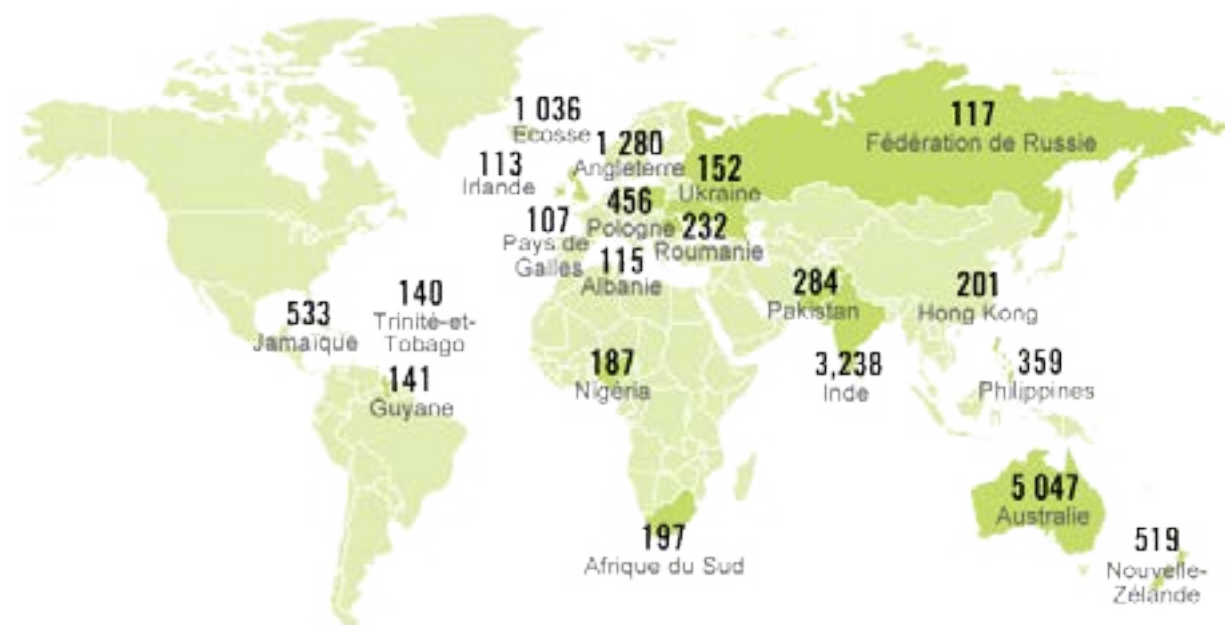 1 036
Ecosse
117
Fédération de Russie
1 280
Angleterre
113
Irlande
152
Ukraine
456
Pologne
107
Pays de
Galles
232
Roumanie
115
Albanie
284
Pakistan
201
Hong Kong
140
Trinité-et-
Tobago
533
Jamaïque
187
Nigéria
3,238
Inde
359
Philippines
141
Guyane
5 047
Australie
197
Afrique du Sud
519
Nouvelle-
Zélande